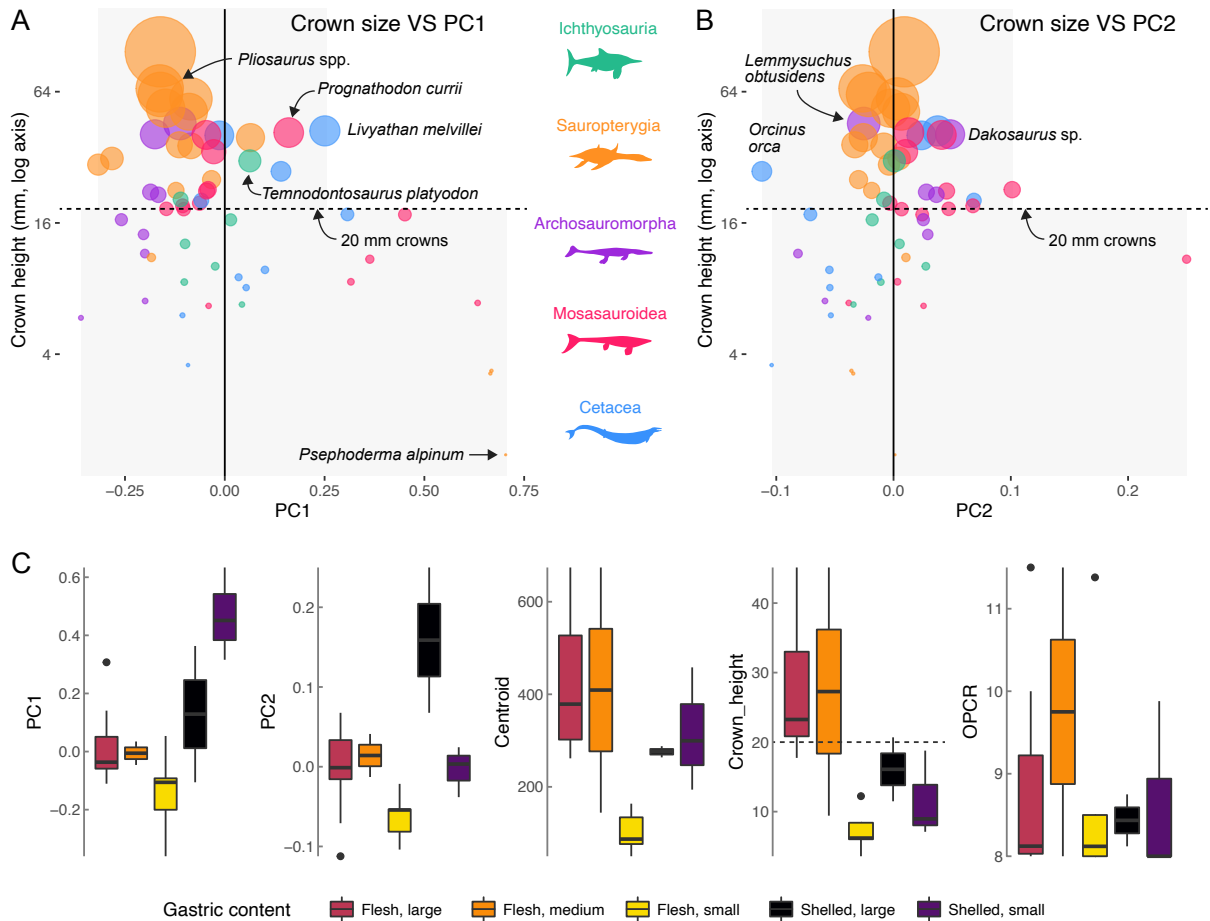 A
Crown size VS PC1
Pliosaurus spp.
Prognathodon currii
Livyathan melvillei
Temnodontosaurus platyodon
20 mm crowns
Psephoderma alpinum
Crown height (mm, log axis)
64
16
4
−0.25
0.00
0.25
0.50
0.75
PC1
Ichthyosauria
Sauropterygia
Archosauromorpha
Mosasauroidea
Cetacea
B
Crown size VS PC2
Lemmysuchus
obtusidens
Orcinus
orca
Dakosaurus sp.
20 mm crowns
Crown height (mm, log axis)
64
16
4
−0.1
0.0
0.1
0.2
PC2
C
PC1
0.6
0.4
0.2
0.0
−0.2
PC2
0.2
0.1
0.0
−0.1
Centroid
600
400
200
Crown_height
40
30
20
10
OPCR
11
10
9
8
Gastric content
Flesh, large
Flesh, medium
Flesh, small
Shelled, large
Shelled, small